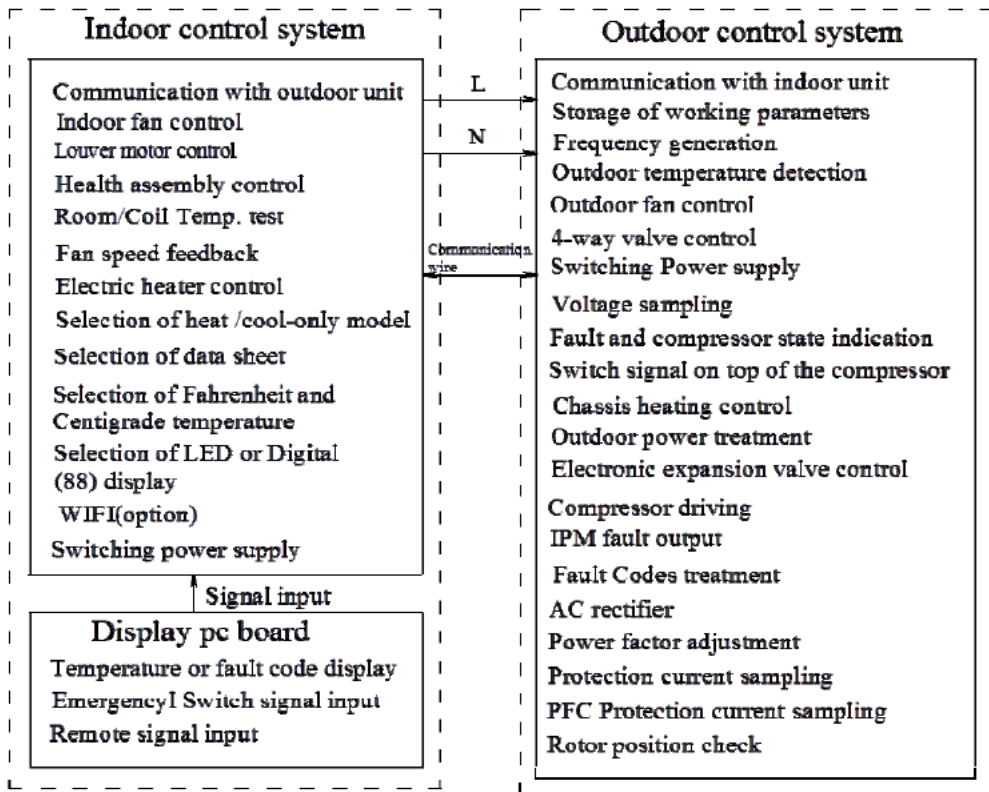 Indoor control system
Communication with outdoor unit
Indoor fan control
Louver motor control
Health assembly control
Room/Coil Temp. test
Fan speed feedback
Electric heater control
Selection of heat /cool-only model
Selection of data sheet
Selection of Fahrenheit and
Centigrade temperature
Selection of LED or Digital
(88) display
WIFI(option)
Switching power supply
Signal input
Display pc board
Temperature or fault code display
EmergencyI Switch signal input
Remote signal input
L
N
Communication
wire
Outdoor control system
Communication with indoor unit
Storage of working parameters
Frequency generation
Outdoor temperature detection
Outdoor fan control
4-way valve control
Switching Power supply
Voltage sampling
Fault and compressor state indication
Switch signal on top of the compressor
Chassis heating control
Outdoor power treatment
Electronic expansion valve control
Compressor driving
IPM fault output
Fault Codes treatment
AC rectifier
Power factor adjustment
Protection current sampling
PFC Protection current sampling
Rotor position check